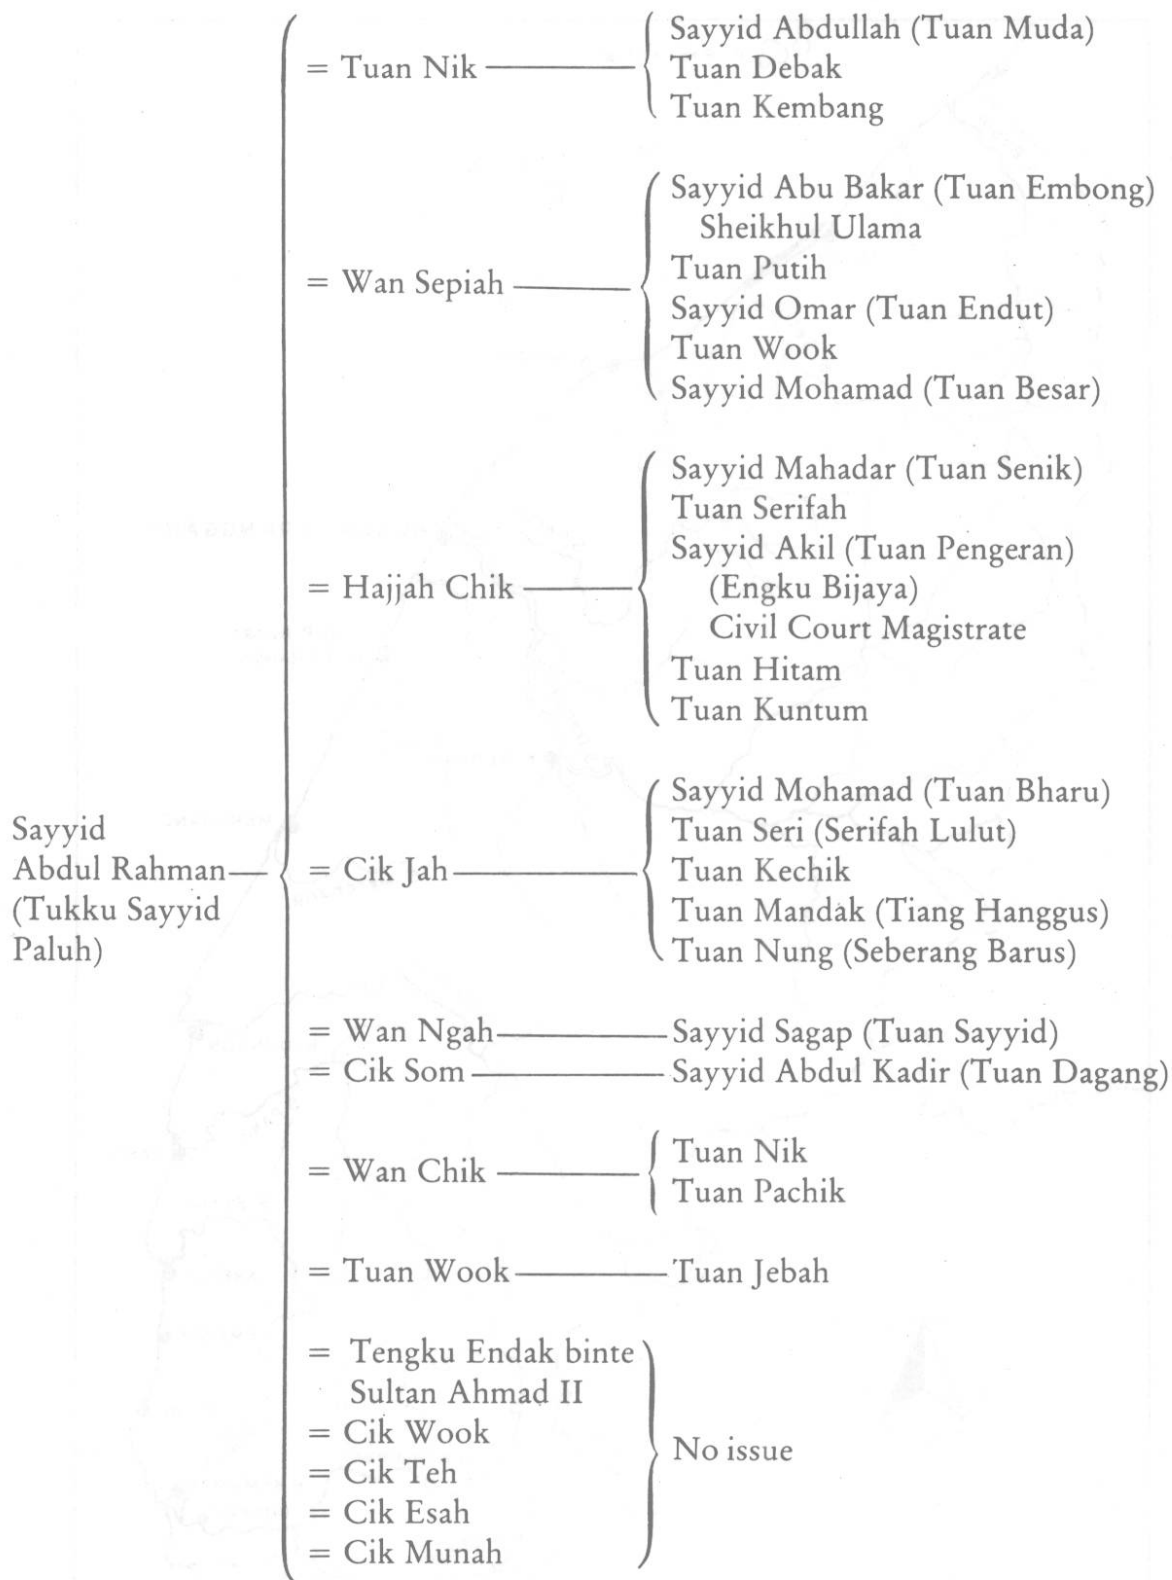 = Tuan Nik
Sayyid Abdullah (Tuan Muda)
Tuan Debak
Tuan Kembang
= Wan Sepiah
Sayyid Abu Bakar (Tuan Embong)
Sheikhul Ulama
Tuan Putih
Sayyid Omar (Tuan Endut)
Tuan Wook
Sayyid Mohamad (Tuan Besar)
= Hajjah Chik
Sayyid Mahadar (Tuan Senik)
Tuan Serifah
Sayyid Akil (Tuan Pengeran)
(Engku Bijaya)
Civil Court Magistrate
Tuan Hitam
Tuan Kuntum
Sayyid
Abdul Rahman
(Tukku Sayyid
Paluh)
= Cik Jah
Sayyid Mohamad (Tuan Bharu)
Tuan Seri (Serifah Lulut)
Tuan Kechik
Tuan Mandak (Tiang Hanggus)
Tuan Nung (Seberang Barus)
= Wan Ngah
Sayyid Sagap (Tuan Sayyid)
= Cik Som
Sayyid Abdul Kadir (Tuan Dagang)
= Wan Chik
Tuan Nik
Tuan Pachik
= Tuan Wook
Tuan Jebah
= Tengku Endak binte
Sultan Ahmad II
= Cik Wook
= Cik Teh
= Cik Esah
= Cik Munah
No issue